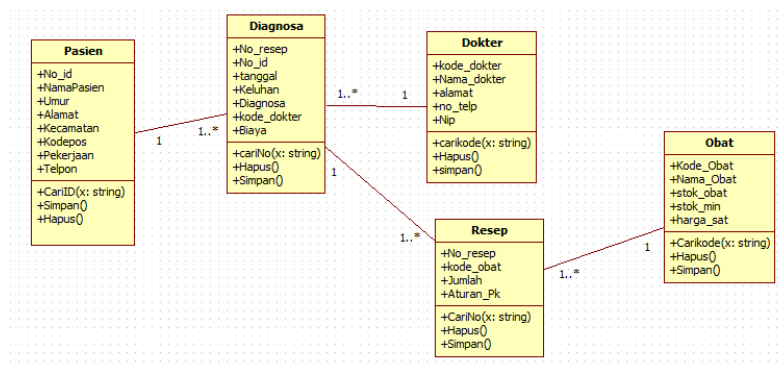 Pasien
+No_id
+NamaPasien
+Umur
+Alamat
+Kecamatan
+Kodepos
+Pekerjaan
+Telpon
+CariID(x: string)
+Simpan()
+Hapus()
1
1..*
Diagnosa
+No_resep
+No_id
+tanggal
+Keluhan
+Diagnosa
+kode_dokter
+Biaya
+cariNo(x: string)
+Hapus()
+Simpan()
1..*
1
Dokter
+kode_dokter
+Nama_dokter
+alamat
+no_telp
+Nip
+carikode(x: string)
+Hapus()
+simpan()
1
1..*
Resep
+No_resep
+kode_obat
+Jumlah
+Aturan_Pk
+CariNo(x: string)
+Hapus()
+Simpan()
1..*
1
Obat
+Kode_Obat
+Nama_Obat
+stok_obat
+stok_min
+harga_sat
+Carikode(x: string)
+Hapus()
+Simpan()